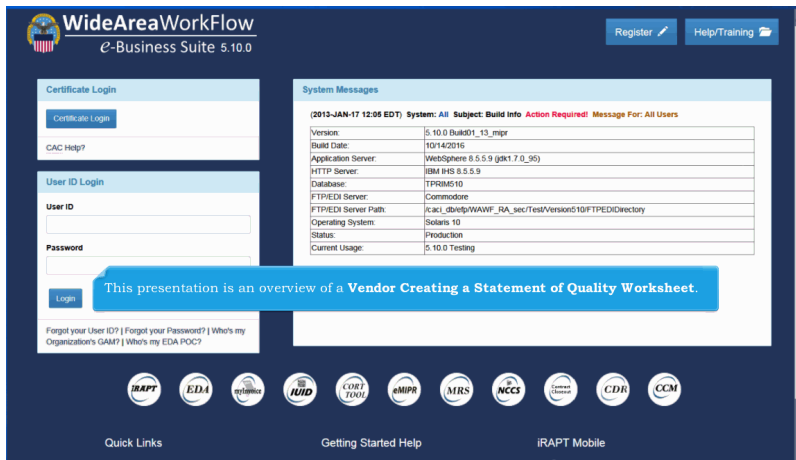 WideAreaWorkFlow
e-Business Suite 5.10.0
Register
Help/Training
Certificate Login
Certificate Login
CAC Help?
User ID Login
User ID
Password
Login
Forgot your User ID? | Forgot your Password? | Who's my
Organization's GAM? | Who's my EDA POC?
System Messages
(2013-JAN-17 12:05 EDT) System: All Subject: Build Info Action Required! Message For: All Users
Version: 5.10.0 Build01_13_mipr
Build Date: 10/14/2016
Application Server: WebSphere 8.5.5.9 (jdk1.7.0_95)
HTTP Server: IBM IHS 8.5.5.9
Database: TPRIM510
FTP/EDI Server: Commodore
FTP/EDI Server Path: /caci_db/efp/WAWF_RA_sec/Test/Version510/FTPEDIDirectory
Operating System: Solaris 10
Status: Production
Current Usage: 5.10.0 Testing
This presentation is an overview of a Vendor Creating a Statement of Quality Worksheet.
iRAPT
EDA
myInvoice
IUID
CORT
TOOL
eMIPR
MRS
NCCS
Contract
Closeout
CDR
CCM
Quick Links
Getting Started Help
iRAPT Mobile